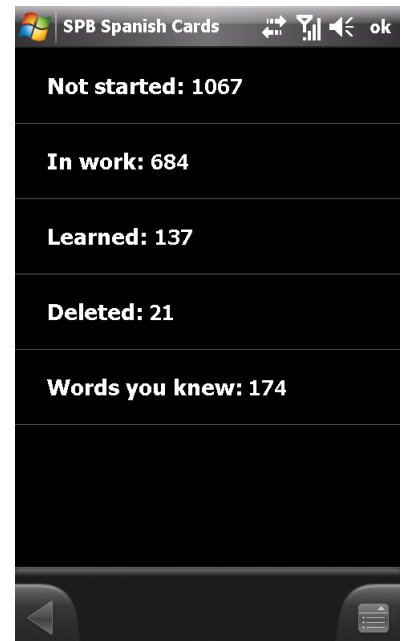 SPB Spanish Cards ok
Not started: 1067
In work: 684
Learned: 137
Deleted: 21
Words you knew: 174